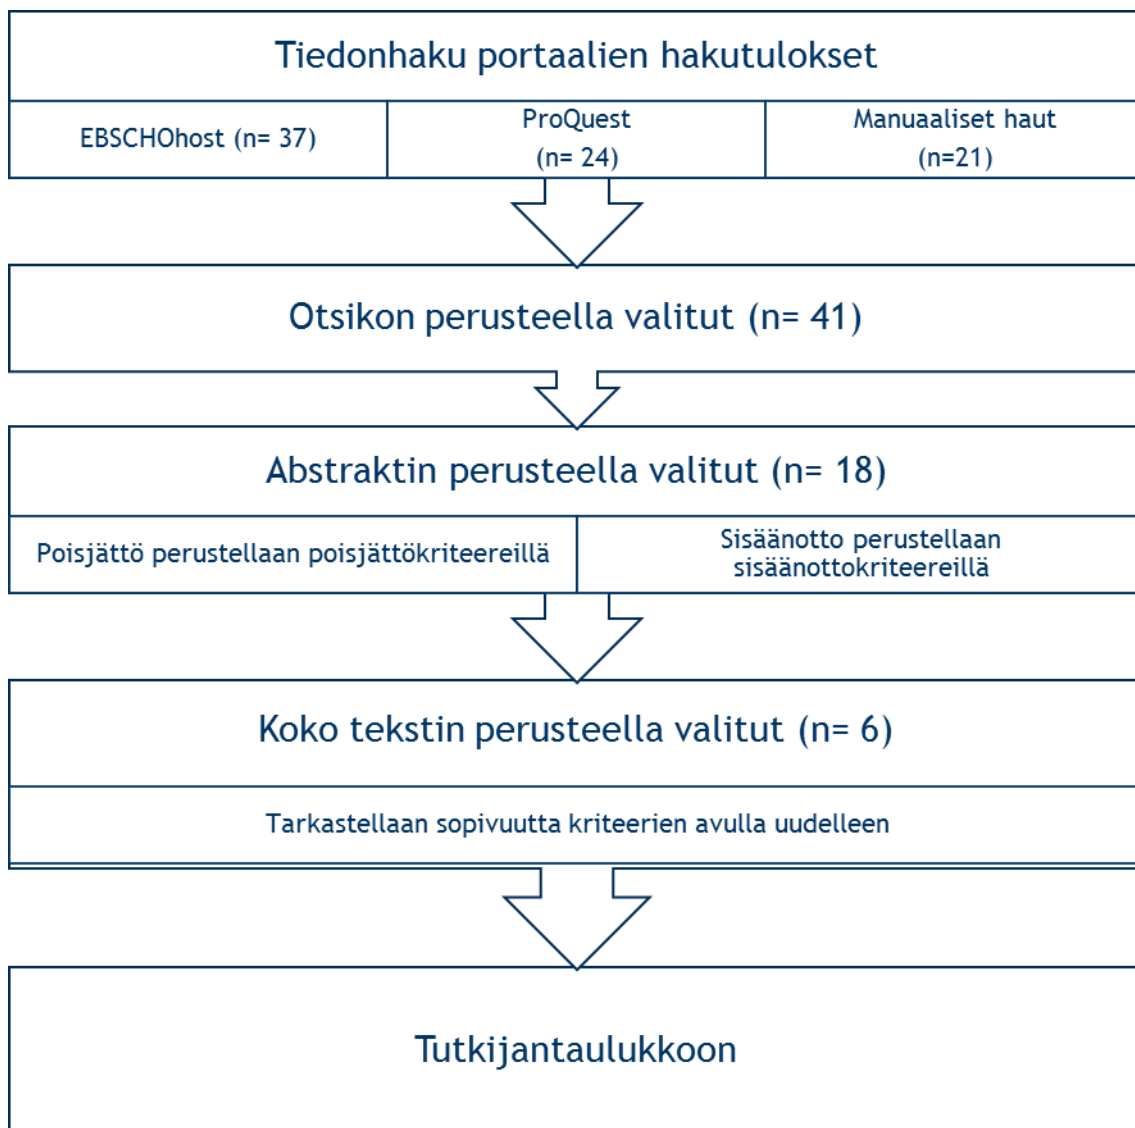 Tiedonhaku portaalien hakutulokset
EBSCHOhost (n= 37)
ProQuest
(n= 24)
Manuaaliset haut
(n=21)
Otsikon perusteella valitut (n= 41)
Abstraktin perusteella valitut (n= 18)
Poisjättö perustellaan poisjättökriteereillä
Sisäänotto perustellaan
sisäänottokriteereillä
Koko tekstin perusteella valitut (n= 6)
Tarkastellaan sopivuutta kriteerien avulla uudelleen
Tutkijantaulukkoon